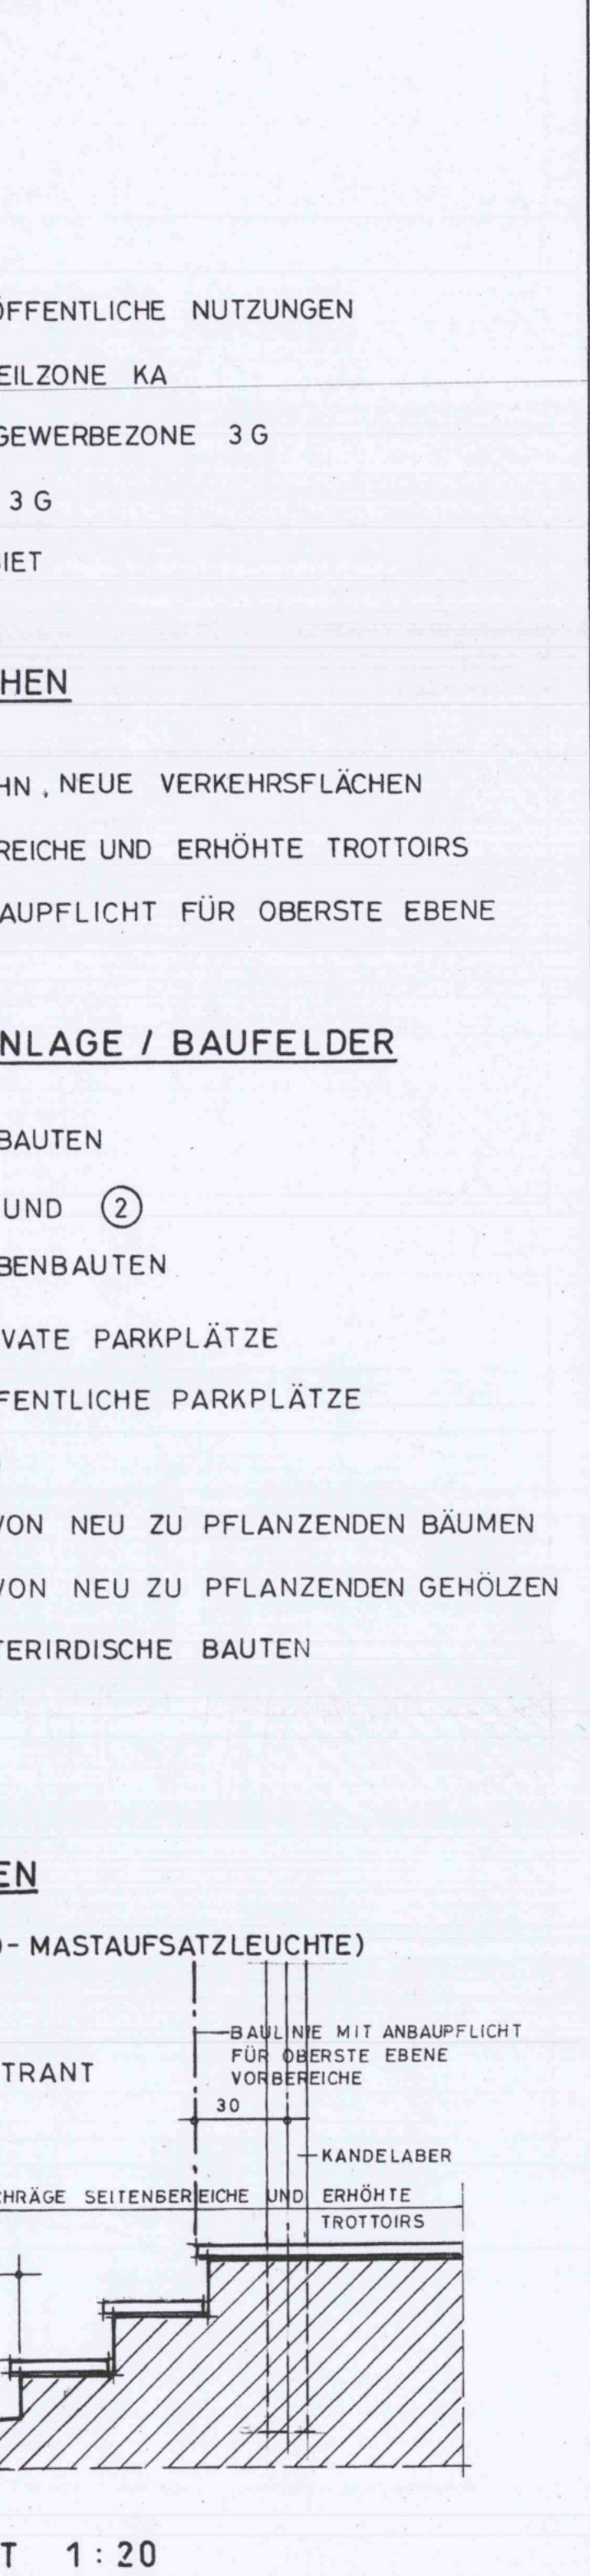 ÖFFENTLICHE NUTZUNGEN
EILZONE KA
GEWERBEZONE 3 G
3 G
IET
HEN
HN, NEUE VERKEHRSFLÄCHEN
REICHE UND ERHÖHTE TROTTOIRS
AUPFLICHT FÜR OBERSTE EBENE
NLAGE / BAUFELDER
BAUTEN
UND 2
BENBAUTEN
VATE PARKPLÄTZE
FENTLICHE PARKPLÄTZE
VON NEU ZU PFLANZENDEN BÄUMEN
VON NEU ZU PFLANZENDEN GEHÖLZEN
TERIRDISCHE BAUTEN
EN
- MASTAUFSATZLEUCHTE)
BAULINIE MIT ANBAUPFLICHT
FÜR OBERSTE EBENE
TRANT
VORBEREICHE
30
KANDELABER
CHRÄGE SEITENBEREICHE UND ERHÖHTE
TROTTOIRS
T 1 : 20